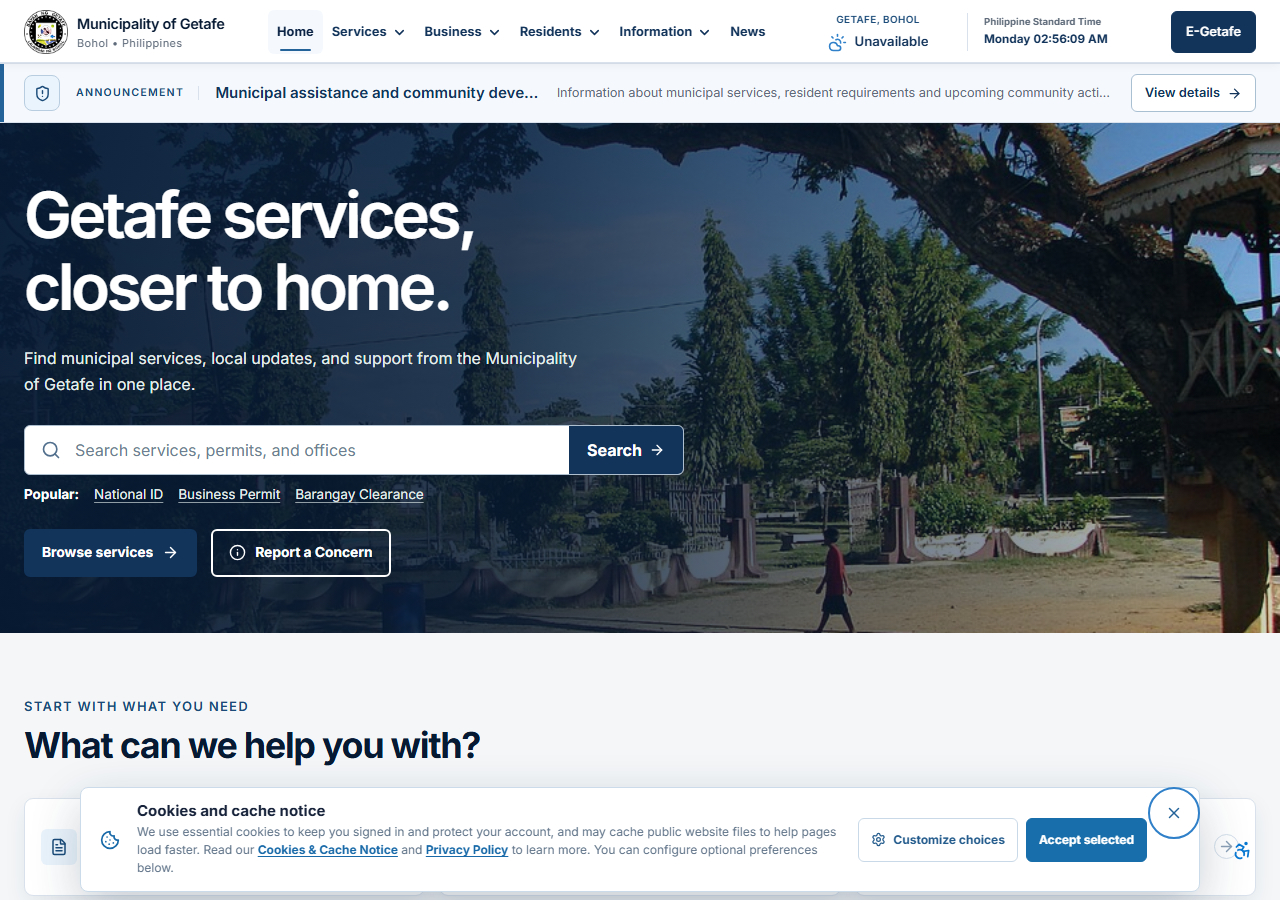 Municipality of Getafe
Bohol • Philippines
Home
Services
Business
Residents
Information
News
GETAFE, BOHOL
Unavailable
Philippine Standard Time
Monday 02:56:09 AM
E-Getafe
ANNOUNCEMENT
Municipal assistance and community deve...
Information about municipal services, resident requirements and upcoming community acti...
View details
Getafe services,
closer to home.
Find municipal services, local updates, and support from the Municipality
of Getafe in one place.
Search services, permits, and offices
Search
Popular: National ID Business Permit Barangay Clearance
Browse services
Report a Concern
START WITH WHAT YOU NEED
What can we help you with?
Cookies and cache notice
We use essential cookies to keep you signed in and protect your account, and may cache public website files to help pages
load faster. Read our Cookies & Cache Notice and Privacy Policy to learn more. You can configure optional preferences
below.
Customize choices
Accept selected